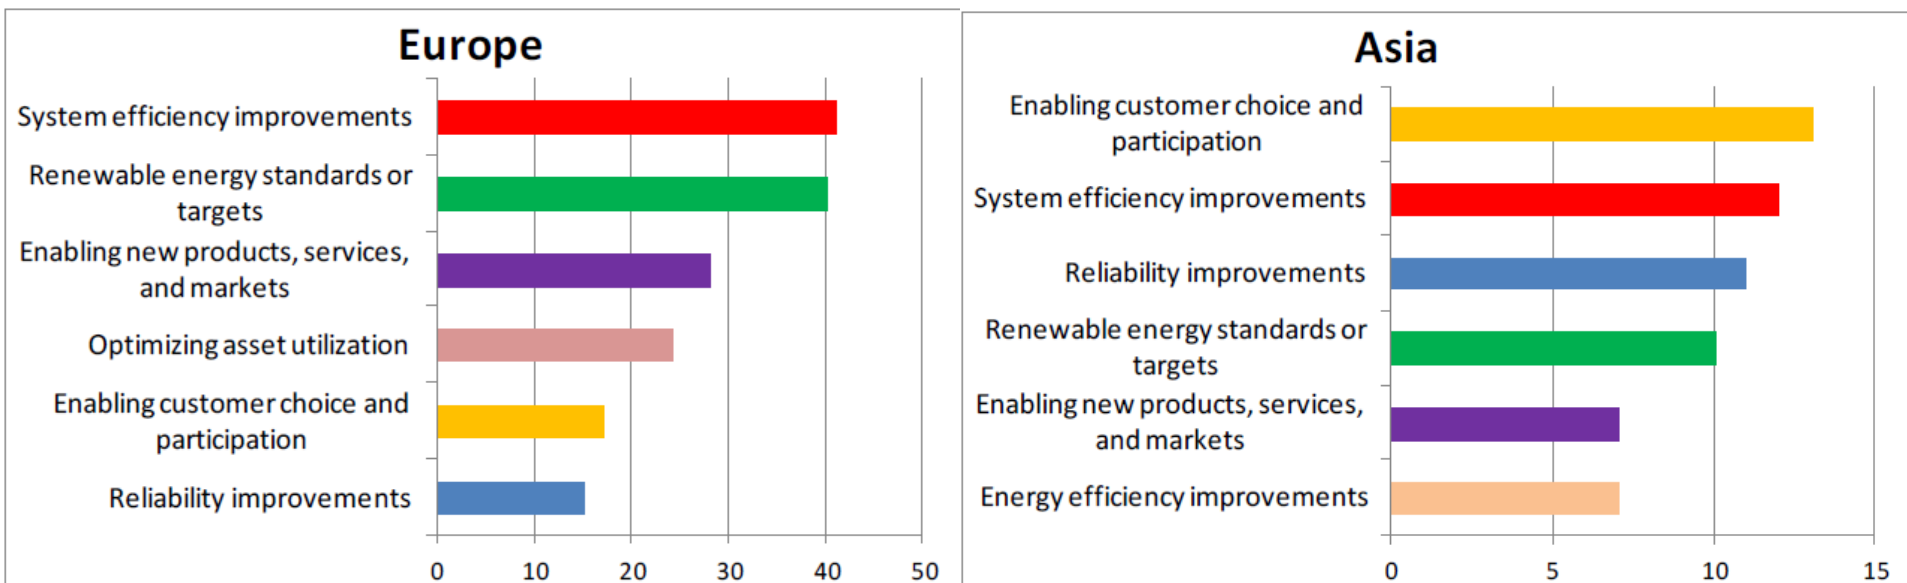 Europe
System efficiency improvements
Renewable energy standards or
targets
Enabling new products, services,
and markets
Optimizing asset utilization
Enabling customer choice and
participation
Reliability improvements
0 10 20 30 40 50
Asia
Enabling customer choice and
participation
System efficiency improvements
Reliability improvements
Renewable energy standards or
targets
Enabling new products, services,
and markets
Energy efficiency improvements
0 5 10 15